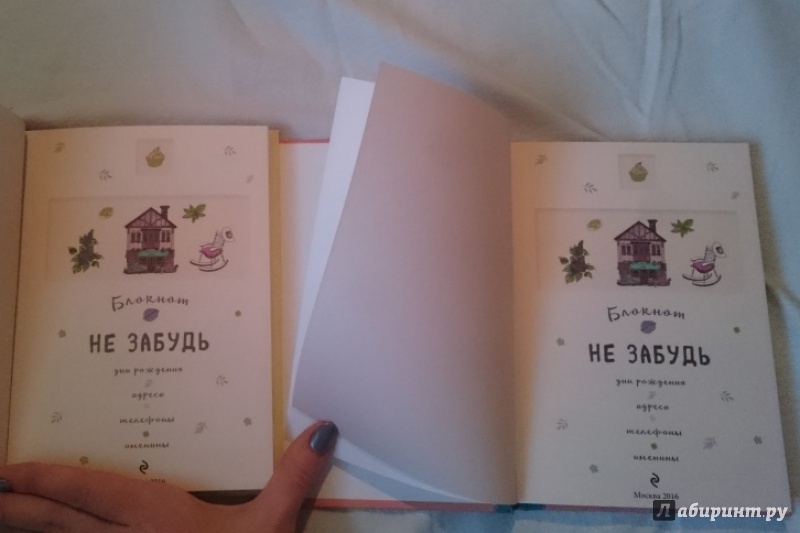 Блокнот
НЕ ЗАБУДЬ
дни рождения
адреса
телефоны
именины
2016
Блокнот
НЕ ЗАБУДЬ
дни рождения
адреса
телефоны
именины
Москва 2016
Лабиринт.ру